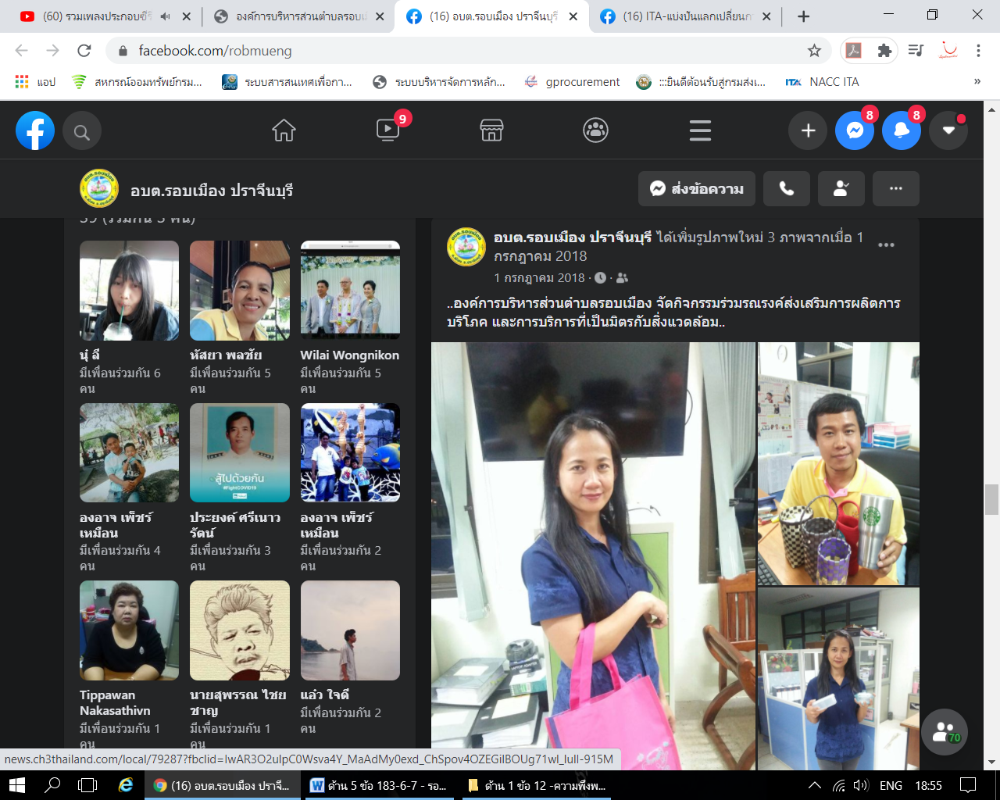 (60) รวมเพลงประกอบซีรี
องค์การบริหารส่วนตำบลรอบเมื
(16) อบต.รอบเมือง ปราจีนบุรี
(16) ITA-แบ่งปันแลกเปลี่ยนกา
facebook.com/robmueng
แอป
สหกรณ์ออมทรัพย์กรม...
ระบบสารสนเทศเพื่อกา...
ระบบบริหารจัดการหลัก...
gprocurement
:::ยินดีต้อนรับสู่กรมส่งเ...
ITA NACC ITA
»
9
8
8
อบต.รอบเมือง ปราจีนบุรี
ส่งข้อความ
59 (รวมกัน 3 คน)
นุ๋ ลี
มีเพื่อนร่วมกัน 6 คน
หัสยา พลชัย
มีเพื่อนร่วมกัน 5 คน
Wilai Wongnikon
มีเพื่อนร่วมกัน 5 คน
สู้ไปด้วยกัน
#FightCOVID19
องอาจ เพ็ชร์
เหมือน
มีเพื่อนร่วมกัน 4
คน
ประยงค์ ศรีเนาว
รัตน์
มีเพื่อนร่วมกัน 3
คน
องอาจ เพ็ชร์
เหมือน
มีเพื่อนร่วมกัน 2
คน
Tippawan
Nakasathivn
มีเพื่อนร่วมกัน 1
คน
นายสุพรรณ ไชย
ชาญ
มีเพื่อนร่วมกัน 1
คน
แอ๋ว ใจดี
มีเพื่อนร่วมกัน 2
คน
อบต.รอบเมือง ปราจีนบุรี ได้เพิ่มรูปภาพใหม่ 3 ภาพจากเมื่อ 1
กรกฎาคม 2018
1 กรกฎาคม 2018
..องค์การบริหารส่วนตำบลรอบเมือง จัดกิจกรรมร่วมรณรงค์ส่งเสริมการผลิตการ
บริโภค และการบริการที่เป็นมิตรกับสิ่งแวดล้อม..
70
news.ch3thailand.com/local/79287?fbclid=IwAR3O2uIpC0Wsva4Y_MaAdMy0exd_ChSpov4OZEGiIBOUg71wl_IuII-915M
(16) อบต.รอบเมือง ปราจี...
ด้าน 5 ข้อ 183-6-7 - รอ...
ด้าน 1 ข้อ 12 -ความพึงพ...
ENG
18:55